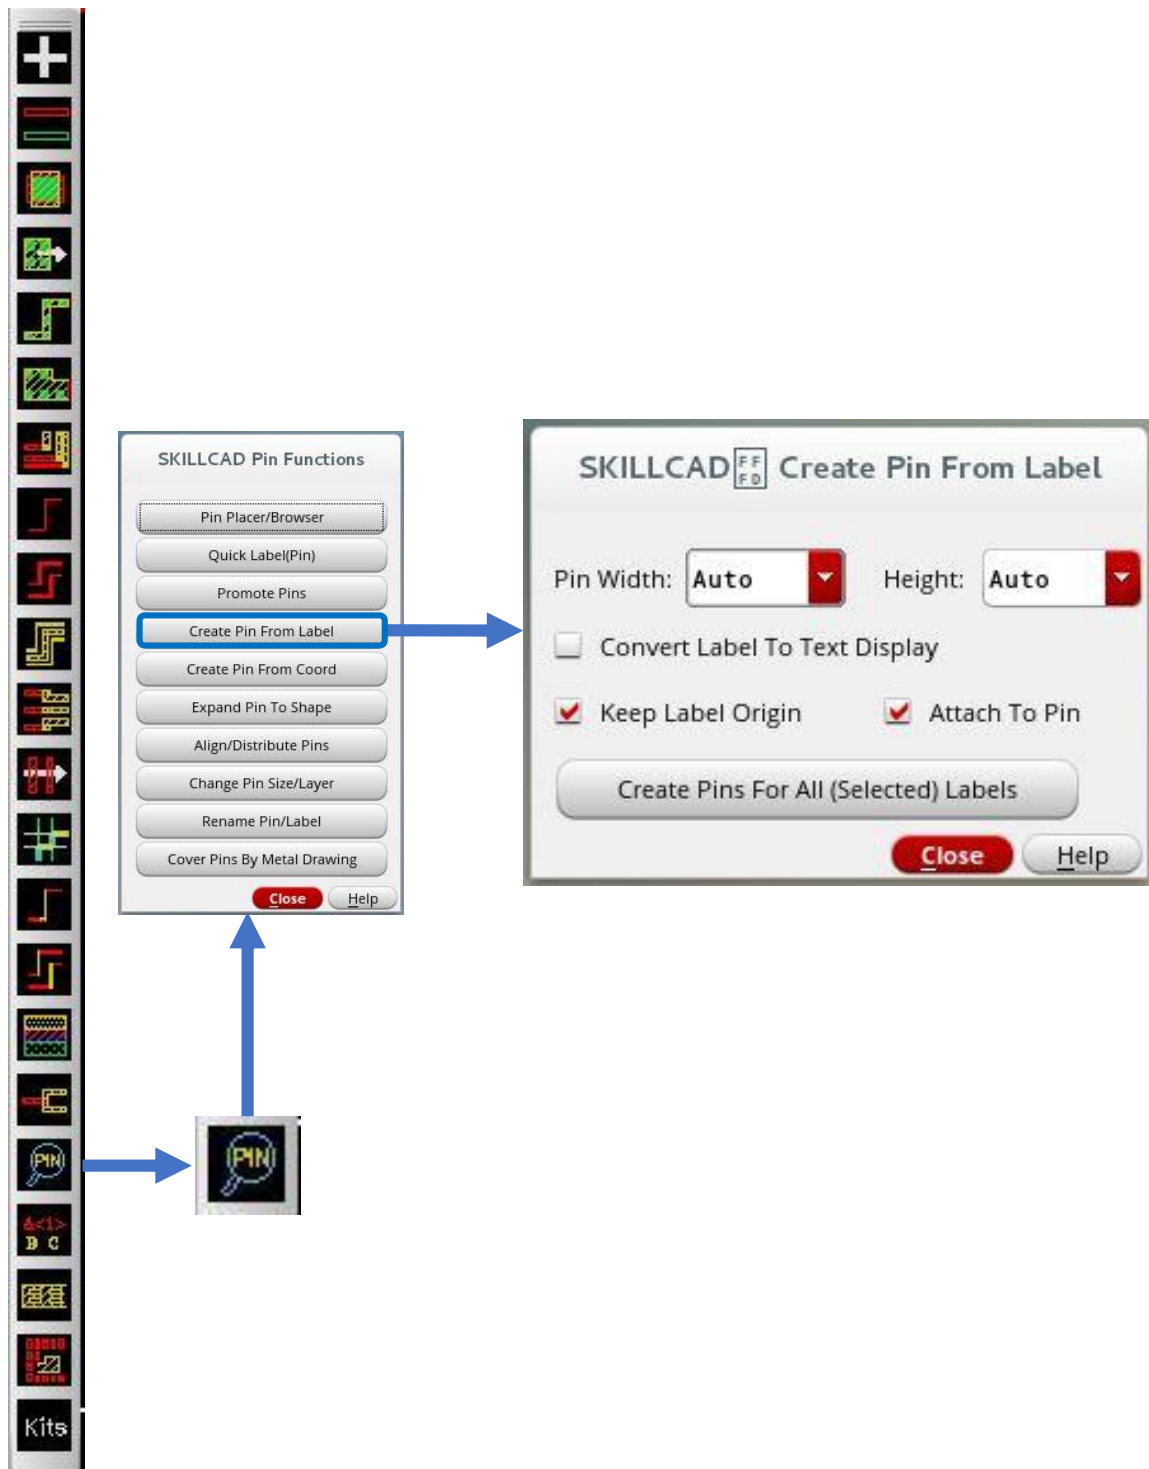 SKILLCAD Pin Functions
Pin Placer/Browser
Quick Label(Pin)
Promote Pins
Create Pin From Label
Create Pin From Coord
Expand Pin To Shape
Align/Distribute Pins
Change Pin Size/Layer
Rename Pin/Label
Cover Pins By Metal Drawing
Close Help
SKILLCAD FFFD Create Pin From Label
Pin Width: Auto Height: Auto
Convert Label To Text Display
Keep Label Origin Attach To Pin
Create Pins For All (Selected) Labels
Close Help
PIN
PIN
&<1>
B C
Kits